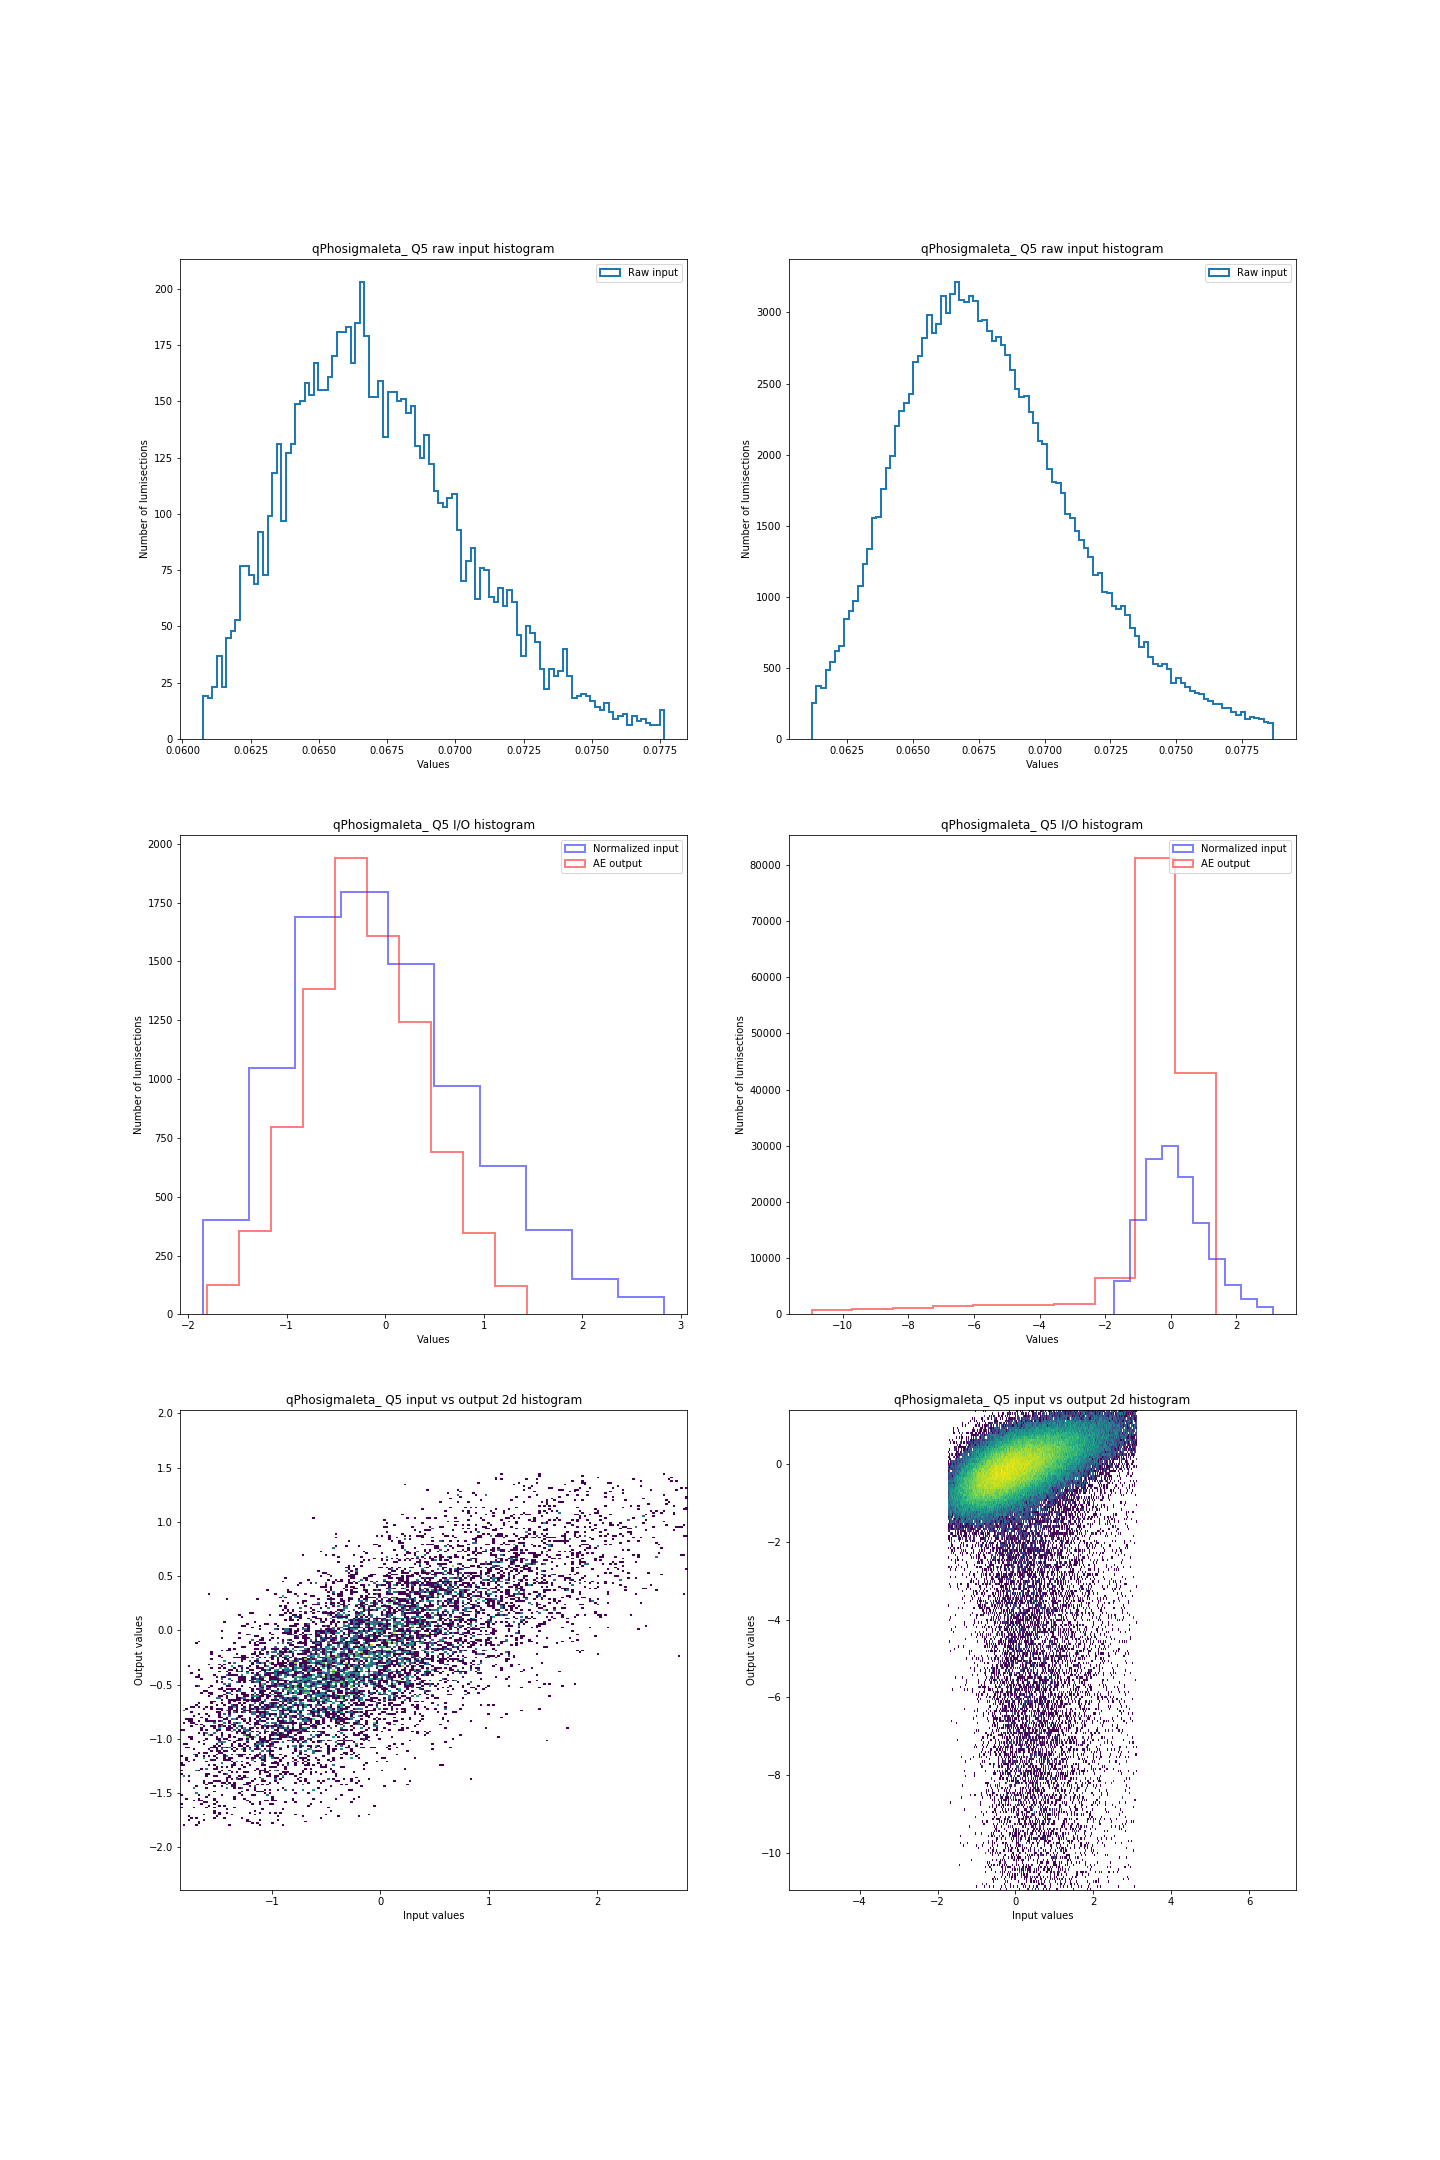 qPhosigmaIeta_ Q5 raw input histogram
Raw input
200
175
150
125
100
75
50
25
0
Number of lumisections
0.0600 0.0625 0.0650 0.0675 0.0700 0.0725 0.0750 0.0775
Values
qPhosigmaIeta_ Q5 raw input histogram
Raw input
3000
2500
2000
1500
1000
500
0
Number of lumisections
0.0625 0.0650 0.0675 0.0700 0.0725 0.0750 0.0775
Values
qPhosigmaIeta_ Q5 I/O histogram
Normalized input
AE output
2000
1750
1500
1250
1000
750
500
250
0
Number of lumisections
−2 −1 0 1 2 3
Values
qPhosigmaIeta_ Q5 I/O histogram
Normalized input
AE output
80000
70000
60000
50000
40000
30000
20000
10000
0
Number of lumisections
−10 −8 −6 −4 −2 0 2
Values
qPhosigmaIeta_ Q5 input vs output 2d histogram
2.0
1.5
1.0
0.5
0.0
−0.5
−1.0
−1.5
−2.0
Output values
−1 0 1 2
Input values
qPhosigmaIeta_ Q5 input vs output 2d histogram
0
−2
−4
−6
−8
−10
Output values
−4 −2 0 2 4 6
Input values